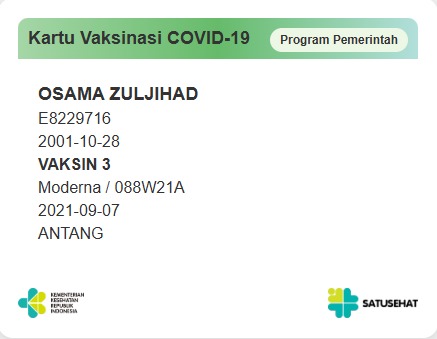 Kartu Vaksinasi COVID-19
Program Pemerintah
OSAMA ZULJIHAD
E8229716
2001-10-28
VAKSIN 3
Moderna / 088W21A
2021-09-07
ANTANG
KEMENTERIAN
KESEHATAN
REPUBLIK
INDONESIA
SATUSEHAT